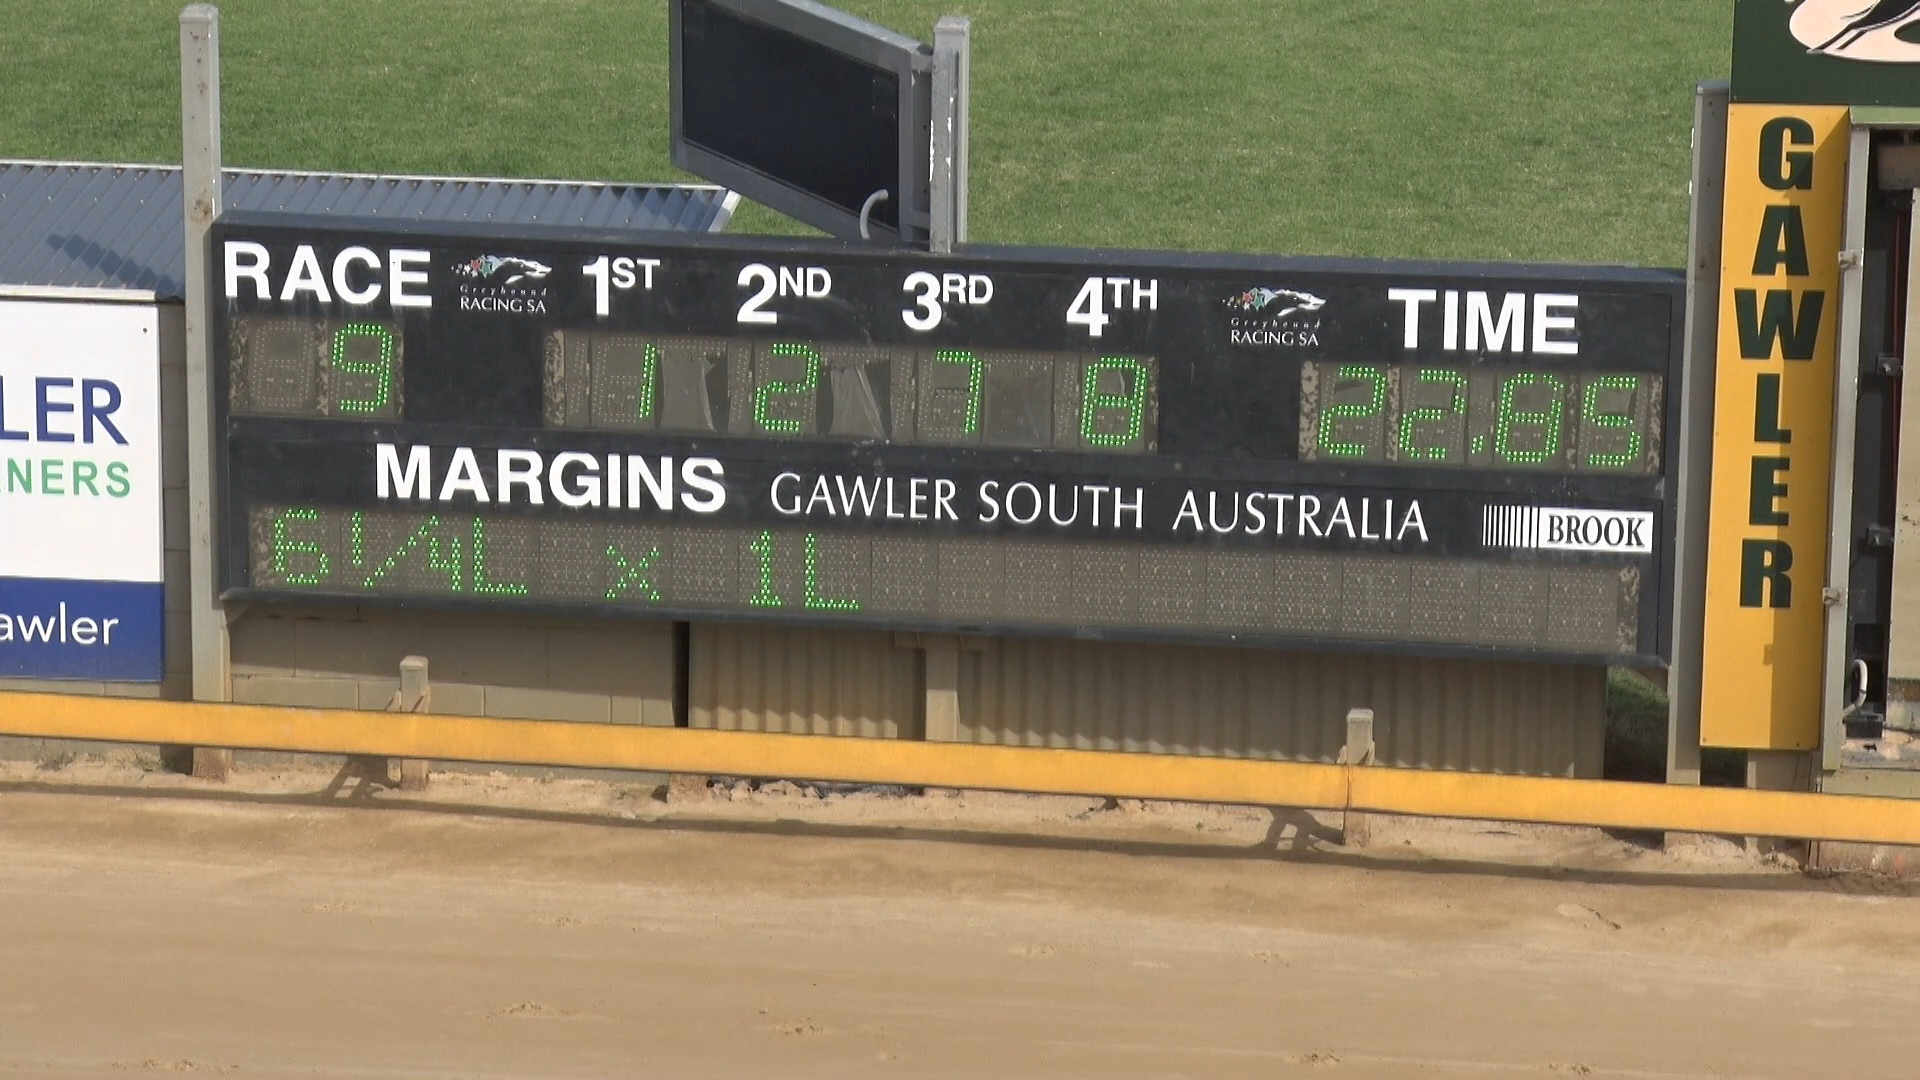 RACE
Greyhound
RACING SA
1ST 2ND 3RD 4TH
Greyhound
RACING SA
TIME
9 1 2 7 8 22.85
MARGINS GAWLER SOUTH AUSTRALIA BROOK
6 1/4L x 1L
GAWLER
LER
NERS
awler